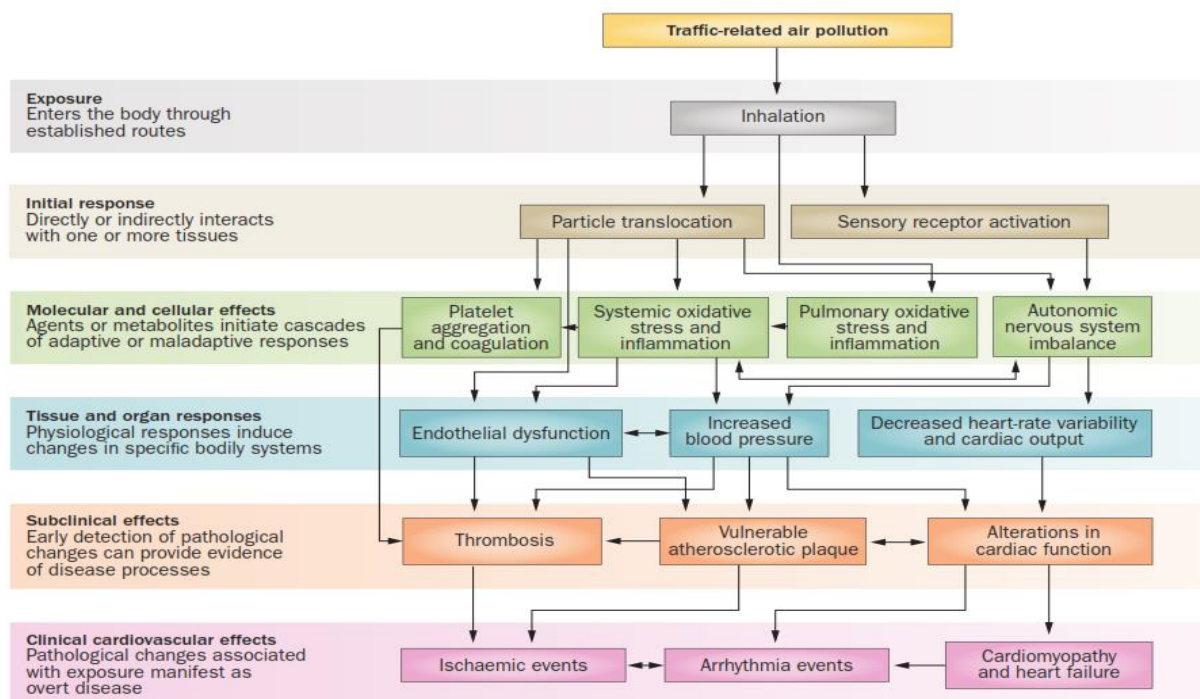 Traffic-related air pollution
Exposure
Enters the body through
established routes
Inhalation
Initial response
Directly or indirectly interacts
with one or more tissues
Particle translocation
Sensory receptor activation
Molecular and cellular effects
Agents or metabolites initiate cascades
of adaptive or maladaptive responses
Platelet
aggregation
and coagulation
Systemic oxidative
stress and
inflammation
Pulmonary oxidative
stress and
inflammation
Autonomic
nervous system
imbalance
Tissue and organ responses
Physiological responses induce
changes in specific bodily systems
Endothelial dysfunction
Increased
blood pressure
Decreased heart-rate variability
and cardiac output
Subclinical effects
Early detection of pathological
changes can provide evidence
of disease processes
Thrombosis
Vulnerable
atherosclerotic plaque
Alterations in
cardiac function
Clinical cardiovascular effects
Pathological changes associated
with exposure manifest as
overt disease
Ischaemic events
Arrhythmia events
Cardiomyopathy
and heart failure